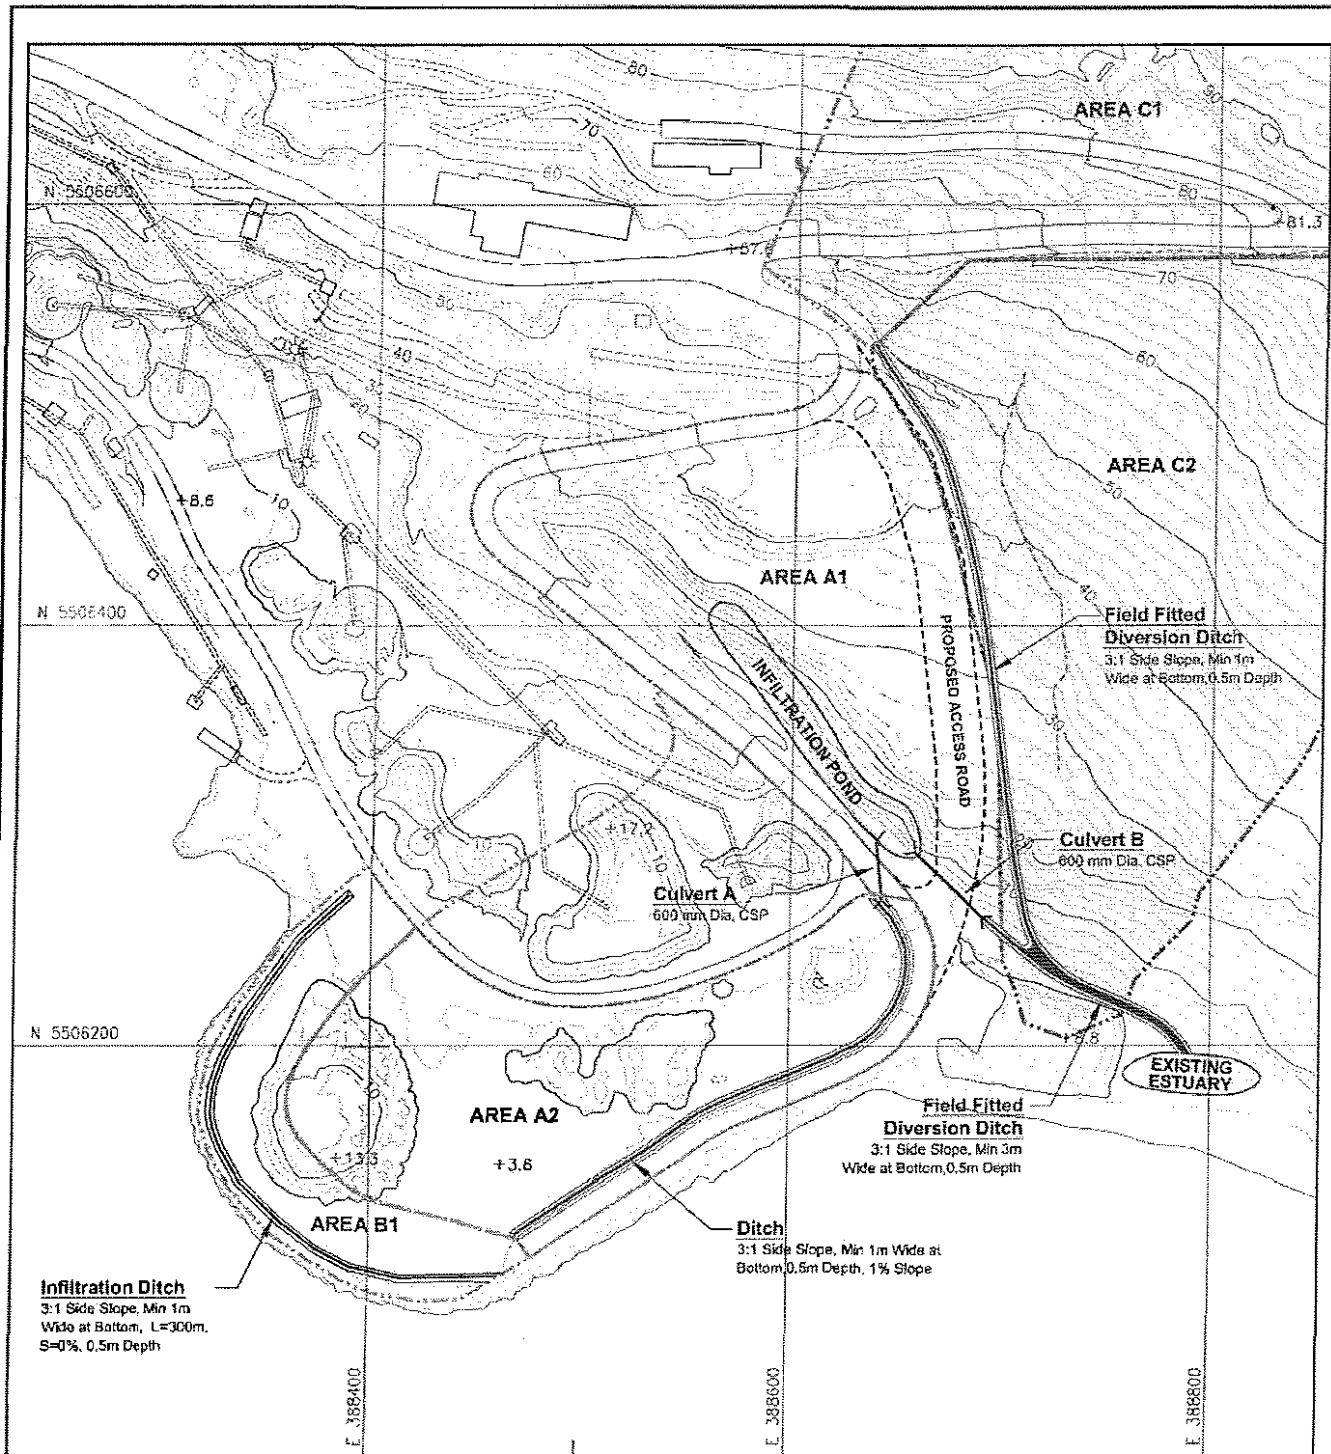 80
90
AREA C1
70
60
N 5506600
80
81.3
+87.
70
50
60
40
20
AREA C2
50
+8.6
10
AREA A1
40
N 5506400
Field Fitted
Diversion Ditch
3:1 Side Slope, Min 1m
Wide at Bottom, 0.5m Depth
PROPOSED ACCESS ROAD
INFILTRATION POND
30
+17.2
10
10
Culvert B
600 mm Dia, CSP
Culvert A
600 mm Dia, CSP
N 5506200
+8.8
EXISTING
ESTUARY
10
AREA A2
Field Fitted
Diversion Ditch
3:1 Side Slope, Min 3m
Wide at Bottom, 0.5m Depth
+13.3
+3.6
AREA B1
Ditch
3:1 Side Slope, Min 1m Wide at
Bottom, 0.5m Depth, 1% Slope
Infiltration Ditch
3:1 Side Slope, Min 1m
Wide at Bottom, L=300m,
S=0%, 0.5m Depth
E 388400
E 388600
E 388800